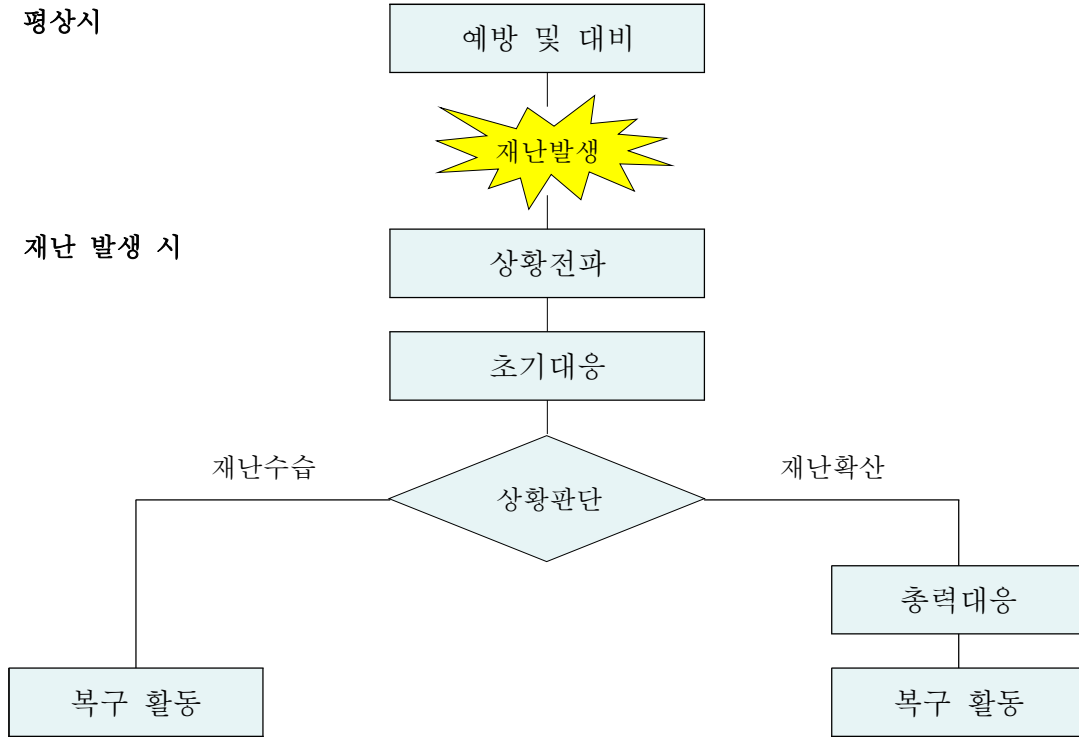 평상시
예방 및 대비
재난발생
재난 발생 시
상황전파
초기대응
재난수습
재난확산
상황판단
총력대응
복구 활동
복구 활동